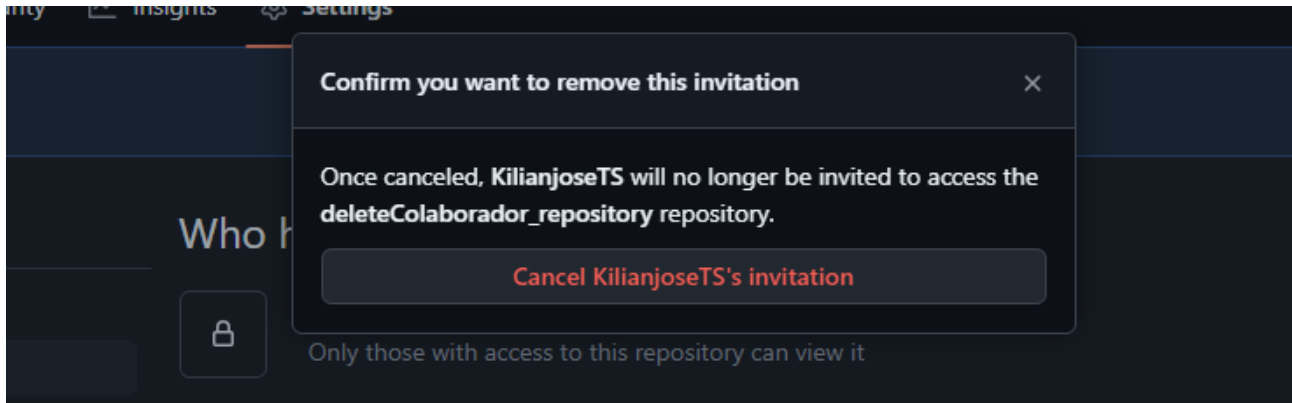 Insights Settings
Confirm you want to remove this invitation
Once canceled, KilianjoseTS will no longer be invited to access the
deleteColaborador_repository repository.
Who h
Cancel KilianjoseTS's invitation
Only those with access to this repository can view it